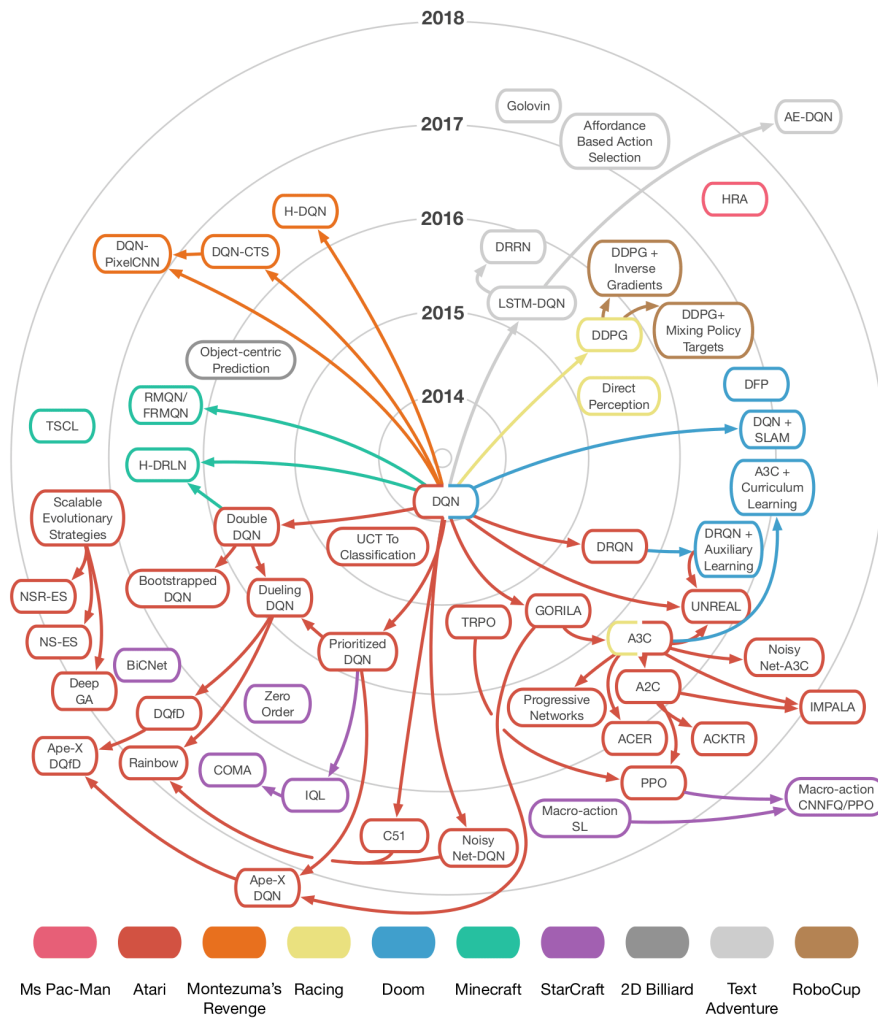 2018
Golovin
AE-DQN
2017
Affordance
Based Action
Selection
HRA
H-DQN
2016
DQN-
PixelCNN
DQN-CTS
DRRN
DDPG +
Inverse
Gradients
LSTM-DQN
2015
DDPG+
Mixing Policy
Targets
DDPG
Object-centric
Prediction
DFP
Direct
Perception
2014
RMQN/
FRMQN
TSCL
DQN +
SLAM
H-DRLN
A3C +
Curriculum
Learning
DQN
Scalable
Evolutionary
Strategies
Double
DQN
UCT To
Classification
DRQN
DRQN +
Auxiliary
Learning
Bootstrapped
DQN
NSR-ES
Dueling
DQN
UNREAL
GORILA
TRPO
NS-ES
Prioritized
DQN
A3C
Noisy
Net-A3C
BiCNet
Deep
GA
A2C
Zero
Order
Progressive
Networks
IMPALA
DQfD
ACER
ACKTR
Ape-X
DQfD
Rainbow
COMA
IQL
PPO
Macro-action
CNNFQ/PPO
Macro-action
SL
C51
Noisy
Net-DQN
Ape-X
DQN
Ms Pac-Man
Atari
Montezuma's
Revenge
Racing
Doom
Minecraft
StarCraft
2D Billiard
Text
Adventure
RoboCup